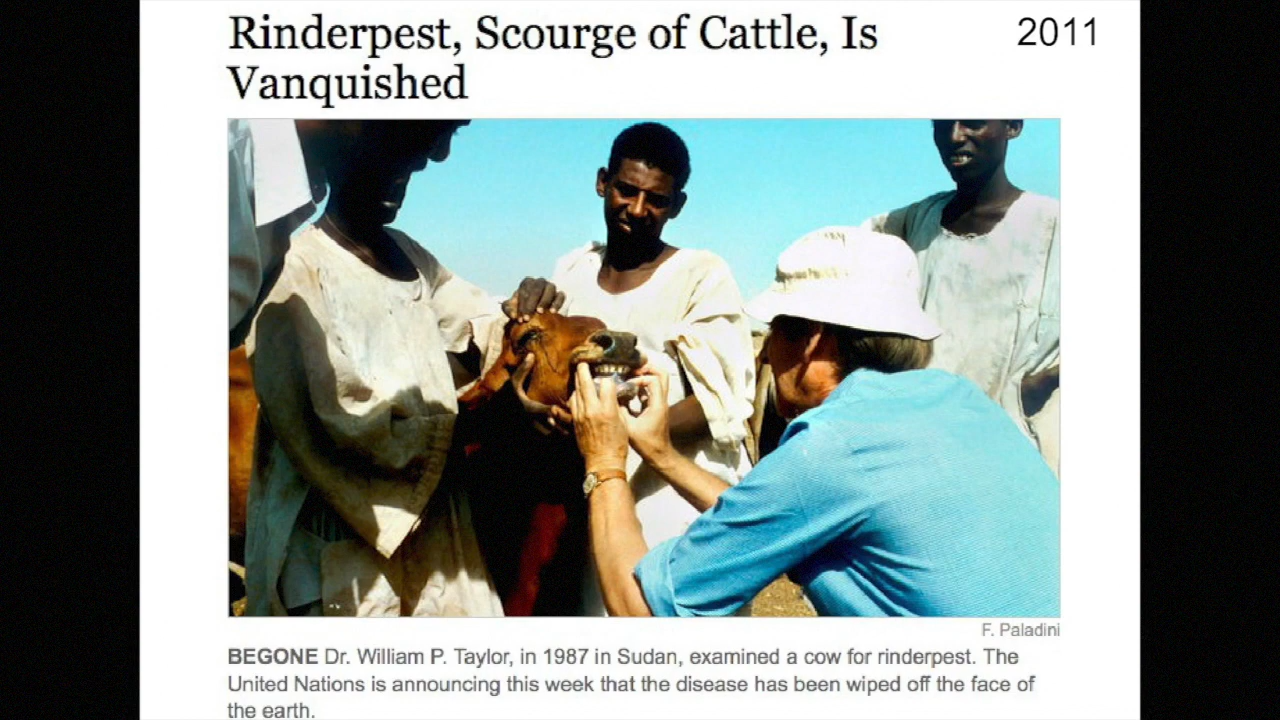 Rinderpest, Scourge of Cattle, Is
Vanquished
2011
F. Paladini
BEGONE Dr. William P. Taylor, in 1987 in Sudan, examined a cow for rinderpest. The
United Nations is announcing this week that the disease has been wiped off the face of
the earth.